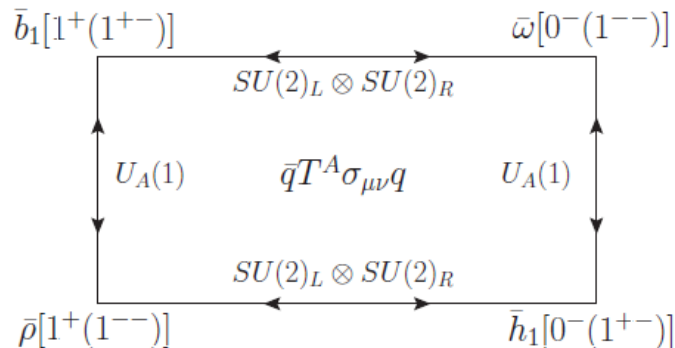 b̄₁[1⁺(1⁺⁻)] ω̄[0⁻(1⁻⁻)]
SU(2)_L ⊗ SU(2)_R
U_A(1) q̄T^Aσ_μν q U_A(1)
SU(2)_L ⊗ SU(2)_R
ρ̄[1⁺(1⁻⁻)] h̄₁[0⁻(1⁺⁻)]